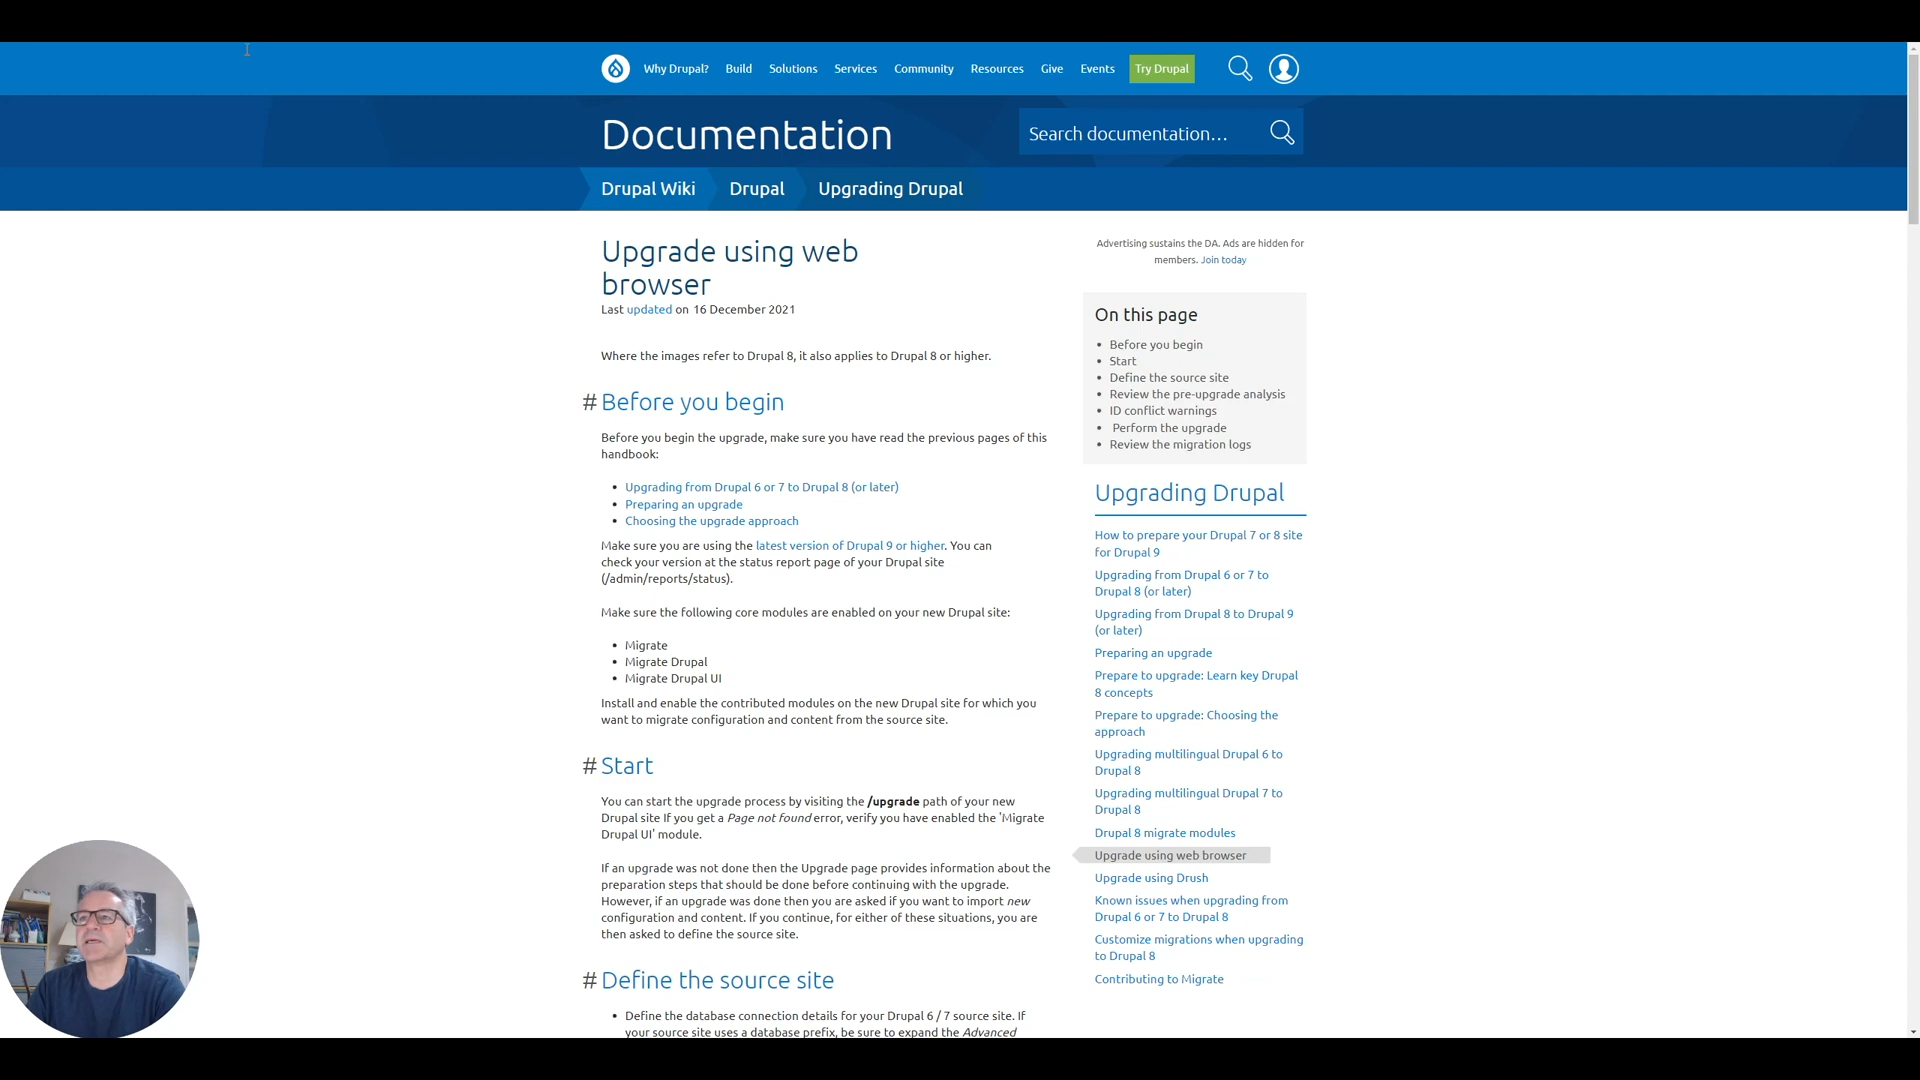 Why Drupal? Build Solutions Services Community Resources Give Events Try Drupal
Documentation
Search documentation...
Drupal Wiki Drupal Upgrading Drupal
Upgrade using web
browser
Last updated on 16 December 2021
Where the images refer to Drupal 8, it also applies to Drupal 8 or higher.
# Before you begin
Before you begin the upgrade, make sure you have read the previous pages of this
handbook:
• Upgrading from Drupal 6 or 7 to Drupal 8 (or later)
• Preparing an upgrade
• Choosing the upgrade approach
Make sure you are using the latest version of Drupal 9 or higher. You can
check your version at the status report page of your Drupal site
(/admin/reports/status).
Make sure the following core modules are enabled on your new Drupal site:
• Migrate
• Migrate Drupal
• Migrate Drupal UI
Install and enable the contributed modules on the new Drupal site for which you
want to migrate configuration and content from the source site.
# Start
You can start the upgrade process by visiting the /upgrade path of your new
Drupal site If you get a Page not found error, verify you have enabled the 'Migrate
Drupal UI' module.
If an upgrade was not done then the Upgrade page provides information about the
preparation steps that should be done before continuing with the upgrade.
However, if an upgrade was done then you are asked if you want to import new
configuration and content. If you continue, for either of these situations, you are
then asked to define the source site.
# Define the source site
• Define the database connection details for your Drupal 6 / 7 source site. If
your source site uses a database prefix, be sure to expand the Advanced
Advertising sustains the DA. Ads are hidden for
members. Join today
On this page
• Before you begin
• Start
• Define the source site
• Review the pre-upgrade analysis
• ID conflict warnings
• Perform the upgrade
• Review the migration logs
Upgrading Drupal
How to prepare your Drupal 7 or 8 site
for Drupal 9
Upgrading from Drupal 6 or 7 to
Drupal 8 (or later)
Upgrading from Drupal 8 to Drupal 9
(or later)
Preparing an upgrade
Prepare to upgrade: Learn key Drupal
8 concepts
Prepare to upgrade: Choosing the
approach
Upgrading multilingual Drupal 6 to
Drupal 8
Upgrading multilingual Drupal 7 to
Drupal 8
Drupal 8 migrate modules
Upgrade using web browser
Upgrade using Drush
Known issues when upgrading from
Drupal 6 or 7 to Drupal 8
Customize migrations when upgrading
to Drupal 8
Contributing to Migrate